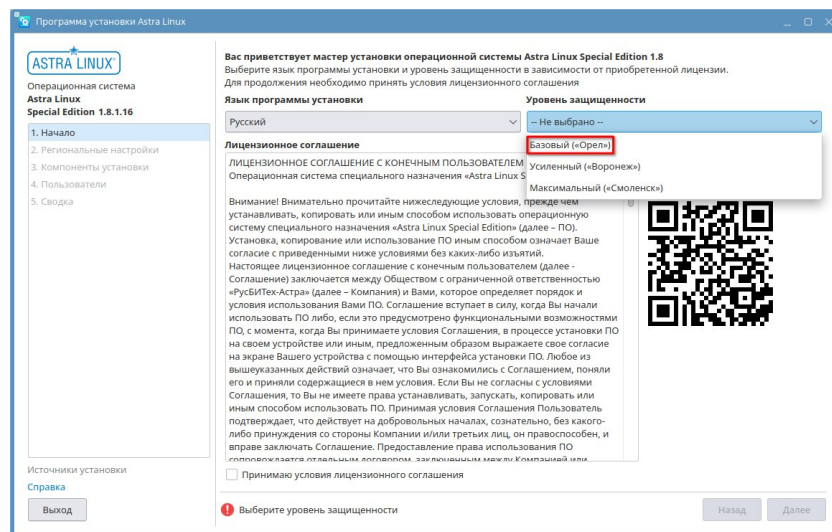 Программа установки Astra Linux
ASTRA LINUX®
Операционная система
Astra Linux
Special Edition 1.8.1.16
1. Начало
2. Региональные настройки
3. Компоненты установки
4. Пользователи
5. Сводка
Источники установки
Справка
Выход
Вас приветствует мастер установки операционной системы Astra Linux Special Edition 1.8
Выберите язык программы установки и уровень защищенности в зависимости от приобретенной лицензии.
Для продолжения необходимо принять условия лицензионного соглашения
Язык программы установки
Русский
Уровень защищенности
-- Не выбрано --
Базовый («Орел»)
Усиленный («Воронеж»)
Максимальный («Смоленск»)
Лицензионное соглашение
ЛИЦЕНЗИОННОЕ СОГЛАШЕНИЕ С КОНЕЧНЫМ ПОЛЬЗОВАТЕЛЕМ
Операционная система специального назначения «Astra Linux S
Внимание! Внимательно прочитайте нижеследующие условия, прежде чем
устанавливать, копировать или иным способом использовать операционную
систему специального назначения «Astra Linux Special Edition» (далее – ПО).
Установка, копирование или использование ПО иным способом означает Ваше
согласие с приведенными ниже условиями без каких-либо изъятий.
Настоящее лицензионное соглашение с конечным пользователем (далее -
Соглашение) заключается между Обществом с ограниченной ответственностью
«РусБИТех-Астра» (далее – Компания) и Вами, которое определяет порядок и
условия использования Вами ПО. Соглашение вступает в силу, когда Вы начали
использовать ПО либо, если это предусмотрено функциональными возможностями
ПО, с момента, когда Вы принимаете условия Соглашения, в процессе установки ПО
на своем устройстве или иным, предложенным образом выражаете свое согласие
на экране Вашего устройства с помощью интерфейса установки ПО. Любое из
вышеуказанных действий означает, что Вы ознакомились с Соглашением, поняли
его и приняли содержащиеся в нем условия. Если Вы не согласны с условиями
Соглашения, то Вы не имеете права устанавливать, запускать, копировать или
иным способом использовать ПО. Принимая условия Соглашения Пользователь
подтверждает, что действует на добровольных началах, сознательно, без какого-
либо принуждения со стороны Компании и/или третьих лиц, он правоспособен, и
вправе заключать Соглашение. Предоставление права использования ПО
сопровождается отдельным договором, заключенным между Компанией или
Принимаю условия лицензионного соглашения
Выберите уровень защищенности
Назад
Далее